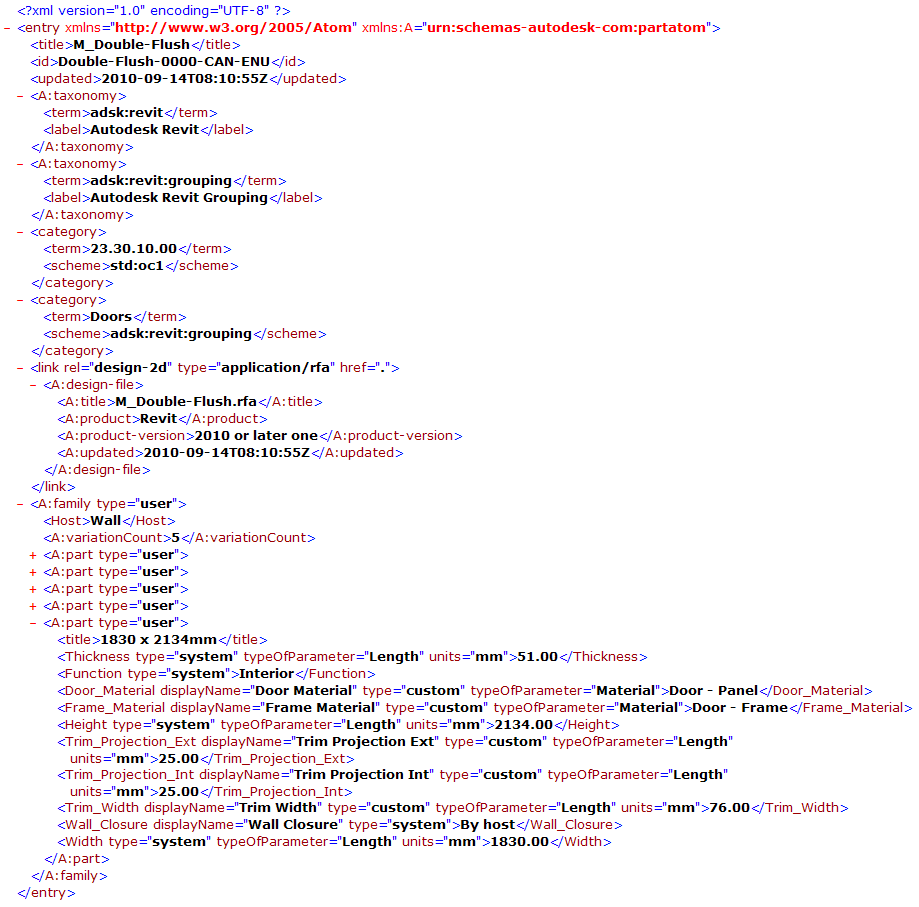 <?xml version="1.0" encoding="UTF-8" ?>
- <entry xmlns="http://www.w3.org/2005/Atom" xmlns:A="urn:schemas-autodesk-com:partatom">
<title>M_Double-Flush</title>
<id>Double-Flush-0000-CAN-ENU</id>
<updated>2010-09-14T08:10:55Z</updated>
- <A:taxonomy>
<term>adsk:revit</term>
<label>Autodesk Revit</label>
</A:taxonomy>
- <A:taxonomy>
<term>adsk:revit:grouping</term>
<label>Autodesk Revit Grouping</label>
</A:taxonomy>
- <category>
<term>23.30.10.00</term>
<scheme>std:oc1</scheme>
</category>
- <category>
<term>Doors</term>
<scheme>adsk:revit:grouping</scheme>
</category>
- <link rel="design-2d" type="application/rfa" href=".">
- <A:design-file>
<A:title>M_Double-Flush.rfa</A:title>
<A:product>Revit</A:product>
<A:product-version>2010 or later one</A:product-version>
<A:updated>2010-09-14T08:10:55Z</A:updated>
</A:design-file>
</link>
- <A:family type="user">
<Host>Wall</Host>
<A:variationCount>5</A:variationCount>
+ <A:part type="user">
+ <A:part type="user">
+ <A:part type="user">
+ <A:part type="user">
- <A:part type="user">
<title>1830 x 2134mm</title>
<Thickness type="system" typeOfParameter="Length" units="mm">51.00</Thickness>
<Function type="system">Interior</Function>
<Door_Material displayName="Door Material" type="custom" typeOfParameter="Material">Door - Panel</Door_Material>
<Frame_Material displayName="Frame Material" type="custom" typeOfParameter="Material">Door - Frame</Frame_Material>
<Height type="system" typeOfParameter="Length" units="mm">2134.00</Height>
<Trim_Projection_Ext displayName="Trim Projection Ext" type="custom" typeOfParameter="Length"
units="mm">25.00</Trim_Projection_Ext>
<Trim_Projection_Int displayName="Trim Projection Int" type="custom" typeOfParameter="Length"
units="mm">25.00</Trim_Projection_Int>
<Trim_Width displayName="Trim Width" type="custom" typeOfParameter="Length" units="mm">76.00</Trim_Width>
<Wall_Closure displayName="Wall Closure" type="system">By host</Wall_Closure>
<Width type="system" typeOfParameter="Length" units="mm">1830.00</Width>
</A:part>
</A:family>
</entry>